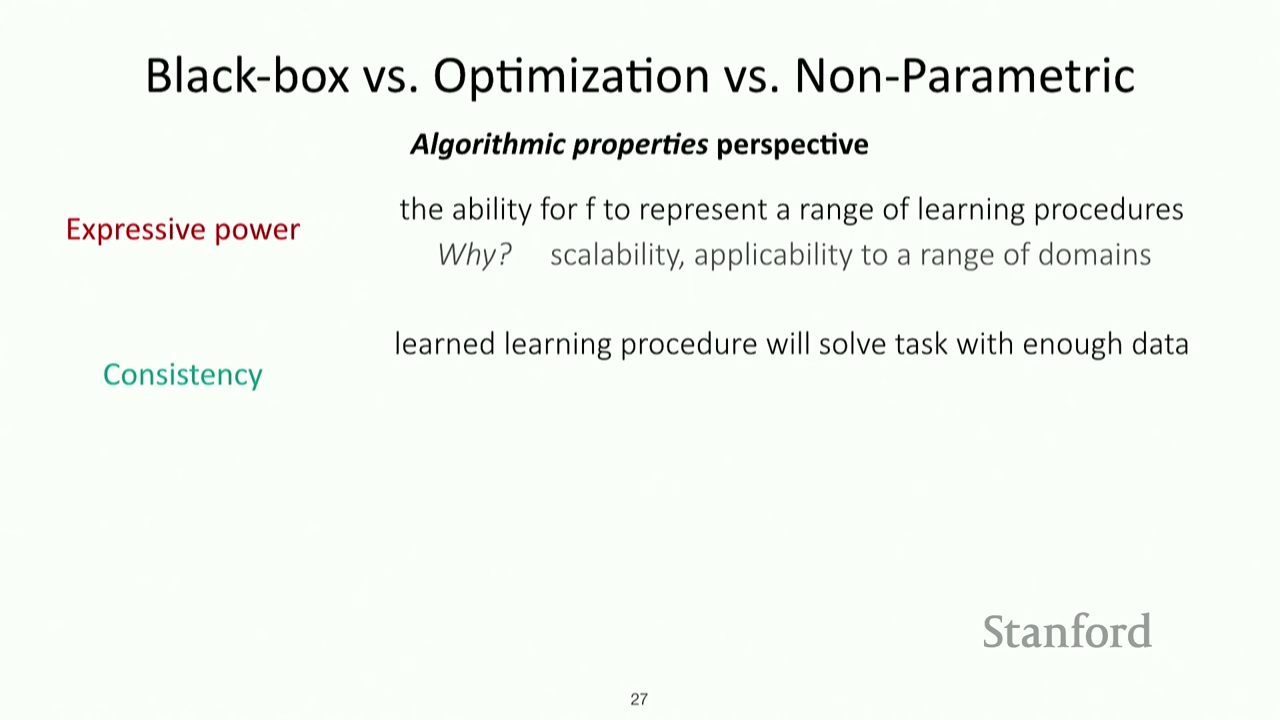 Black-box vs. Optimization vs. Non-Parametric
Algorithmic properties perspective
Expressive power
the ability for f to represent a range of learning procedures
Why? scalability, applicability to a range of domains
Consistency
learned learning procedure will solve task with enough data
Stanford
27